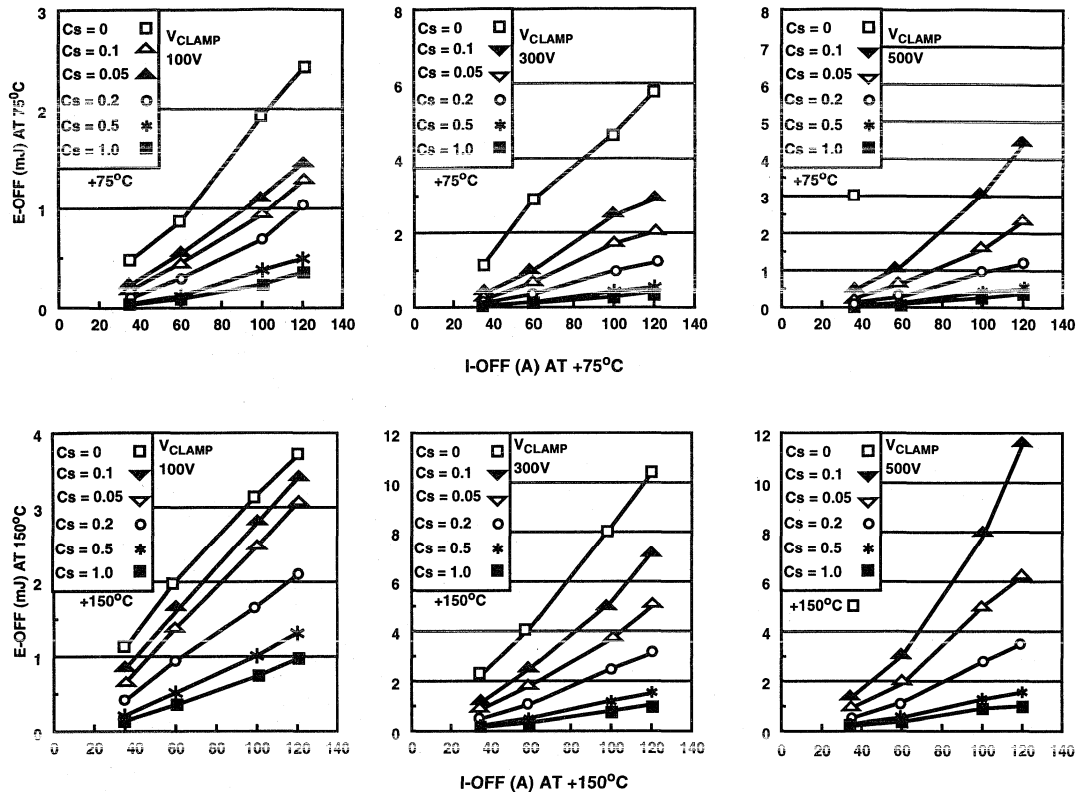 E-OFF (mJ) AT 75°C
3
2
1
0
Cs = 0
Cs = 0.1
Cs = 0.05
Cs = 0.2
Cs = 0.5
Cs = 1.0
+75°C
VCLAMP
100V
0 20 40 60 80 100 120 140
8
6
4
2
0
Cs = 0
Cs = 0.1
Cs = 0.05
Cs = 0.2
Cs = 0.5
Cs = 1.0
+75°C
VCLAMP
300V
0 20 40 60 80 100 120 140
8
7
6
5
4
3
2
1
0
Cs = 0
Cs = 0.1
Cs = 0.05
Cs = 0.2
Cs = 0.5
Cs = 1.0
+75°C
VCLAMP
500V
0 20 40 60 80 100 120 140
I-OFF (A) AT +75°C
E-OFF (mJ) AT 150°C
4
3
2
1
0
Cs = 0
Cs = 0.1
Cs = 0.05
Cs = 0.2
Cs = 0.5
Cs = 1.0
+150°C
VCLAMP
100V
0 20 40 60 80 100 120 140
12
10
8
6
4
2
0
Cs = 0
Cs = 0.1
Cs = 0.05
Cs = 0.2
Cs = 0.5
Cs = 1.0
+150°C
VCLAMP
300V
0 20 40 60 80 100 120 140
12
10
8
6
4
2
0
Cs = 0
Cs = 0.1
Cs = 0.05
Cs = 0.2
Cs = 0.5
Cs = 1.0
+150°C
VCLAMP
500V
0 20 40 60 80 100 120 140
I-OFF (A) AT +150°C